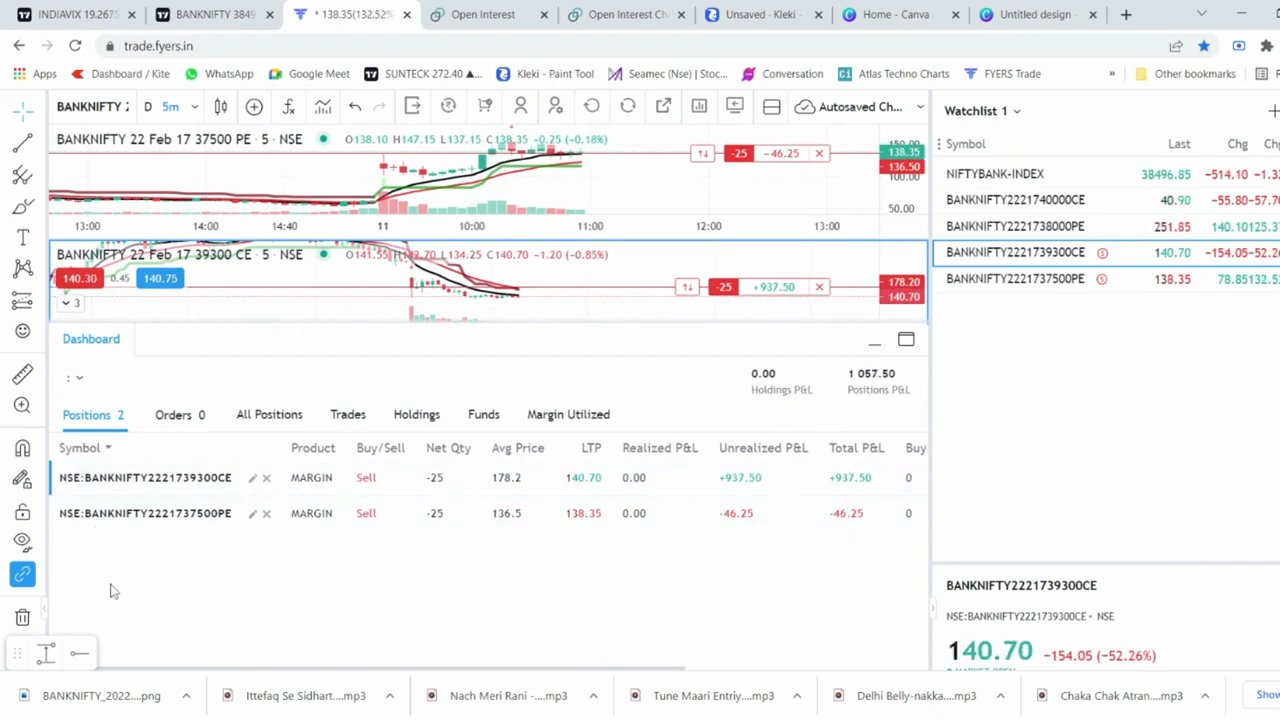 INDIAVIX 19.2675
BANKNIFTY 3849
* 138.35(132.52%
Open Interest
Open Interest Ch
Unsaved · Kleki -
Home - Canva
Untitled design -
trade.fyers.in
Apps
Dashboard / Kite
WhatsApp
Google Meet
SUNTECK 272.40 ▲...
Kleki - Paint Tool
Seamec (Nse) | Stoc...
Conversation
Atlas Techno Charts
FYERS Trade
»
Other bookmarks
BANKNIFTY 2
D
5m
Autosaved Ch...
Watchlist 1
BANKNIFTY 22 Feb 17 37500 PE · 5 · NSE
O138.10 H147.15 L137.15 C138.35 -0.25 (-0.18%)
-25
-46.25
138.35
136.50
100.00
50.00
13:00
14:00
14:40
11
10:00
11:00
12:00
13:00
BANKNIFTY 22 Feb 17 39300 CE · 5 · NSE
L134.25 C140.70 -1.20 (-0.85%)
140.30
0.45
140.75
3
-25
+937.50
178.20
140.70
Symbol
Last
Chg
NIFTYBANK-INDEX
38496.85
-514.10
BANKNIFTY2221740000CE
40.90
-55.80
BANKNIFTY2221738000PE
251.85
140.10
BANKNIFTY2221739300CE
140.70
-154.05
BANKNIFTY2221737500PE
138.35
78.85
Dashboard
:
0.00
1 057.50
Holdings P&L
Positions P&L
Positions 2
Orders 0
All Positions
Trades
Holdings
Funds
Margin Utilized
Symbol
Product
Buy/Sell
Net Qty
Avg Price
LTP
Realized P&L
Unrealized P&L
Total P&L
Buy
NSE:BANKNIFTY2221739300CE
MARGIN
Sell
-25
178.2
140.70
0.00
+937.50
+937.50
0
NSE:BANKNIFTY2221737500PE
MARGIN
Sell
-25
136.5
138.35
0.00
-46.25
-46.25
0
BANKNIFTY2221739300CE
NSE:BANKNIFTY2221739300CE • NSE
140.70
-154.05 (-52.26%)
BANKNIFTY_2022....png
Ittefaq Se Sidhart....mp3
Nach Meri Rani -....mp3
Tune Maari Entriy....mp3
Delhi Belly-nakka....mp3
Chaka Chak Atran....mp3
Show